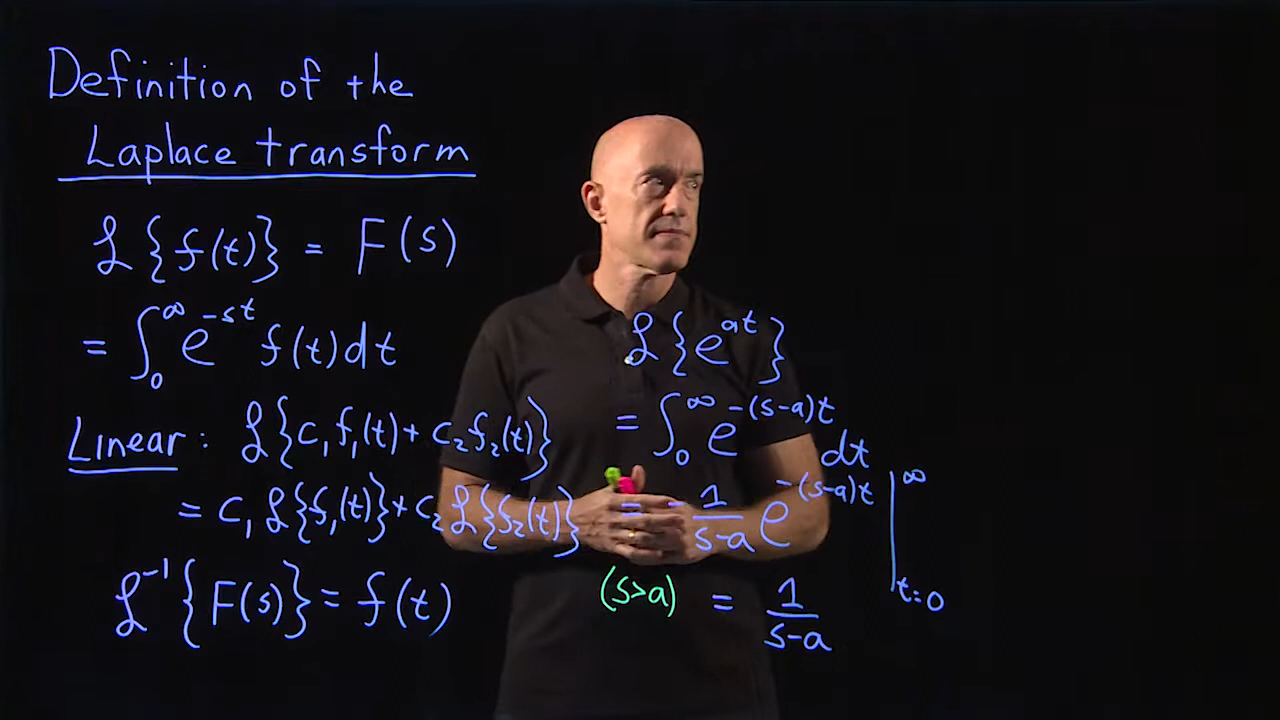 Definition of the
Laplace transform
ℒ{f(t)} = F(s)
= ∫₀^∞ e^{-st} f(t)dt
Linear: ℒ{c₁f₁(t)+c₂f₂(t)}
= c₁ℒ{f₁(t)}+c₂ℒ{f₂(t)}
ℒ⁻¹{F(s)}=f(t)
ℒ{e^{at}}
= ∫₀^∞ e^{-(s-a)t} dt
= - 1/(s-a) e^{-(s-a)t} |_{t=0}^∞
(s>a) = 1/(s-a)